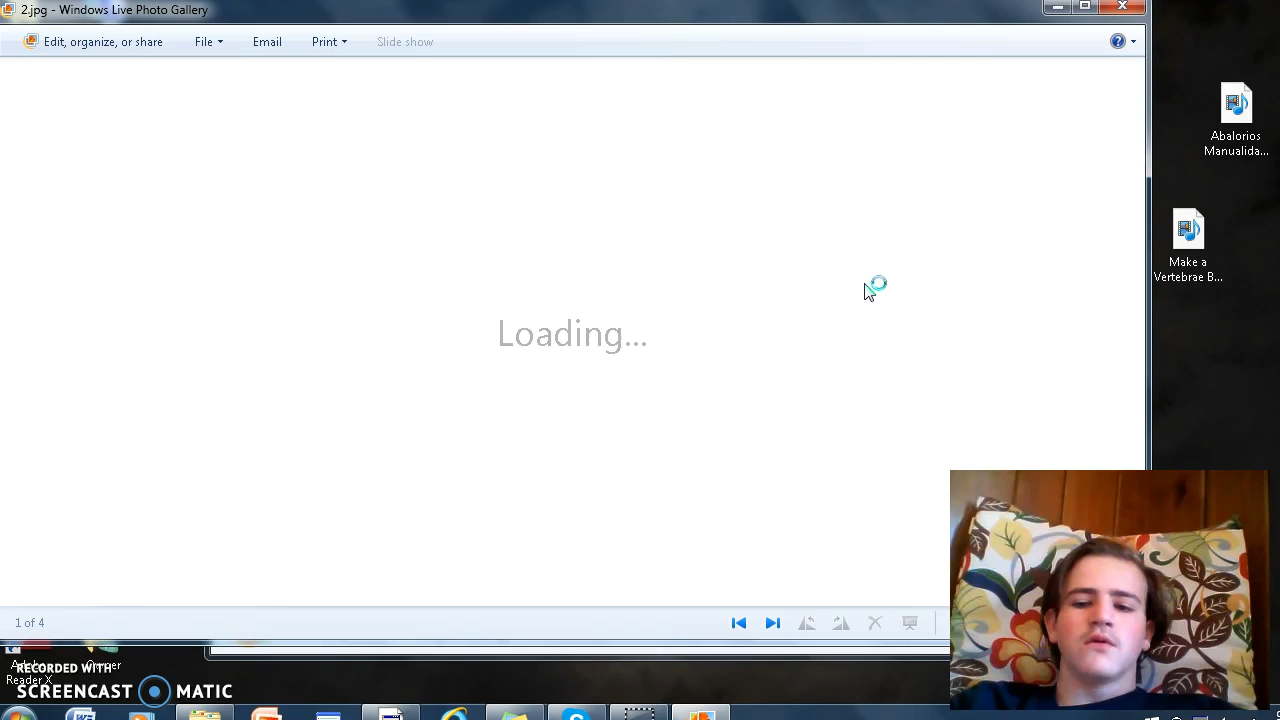 2.jpg - Windows Live Photo Gallery
Edit, organize, or share
File
Email
Print
Slide show
?
Abalorios
Manualida...
Make a
Vertebrae B...
Loading...
1 of 4
Reader X
RECORDED WITH
SCREENCAST MATIC